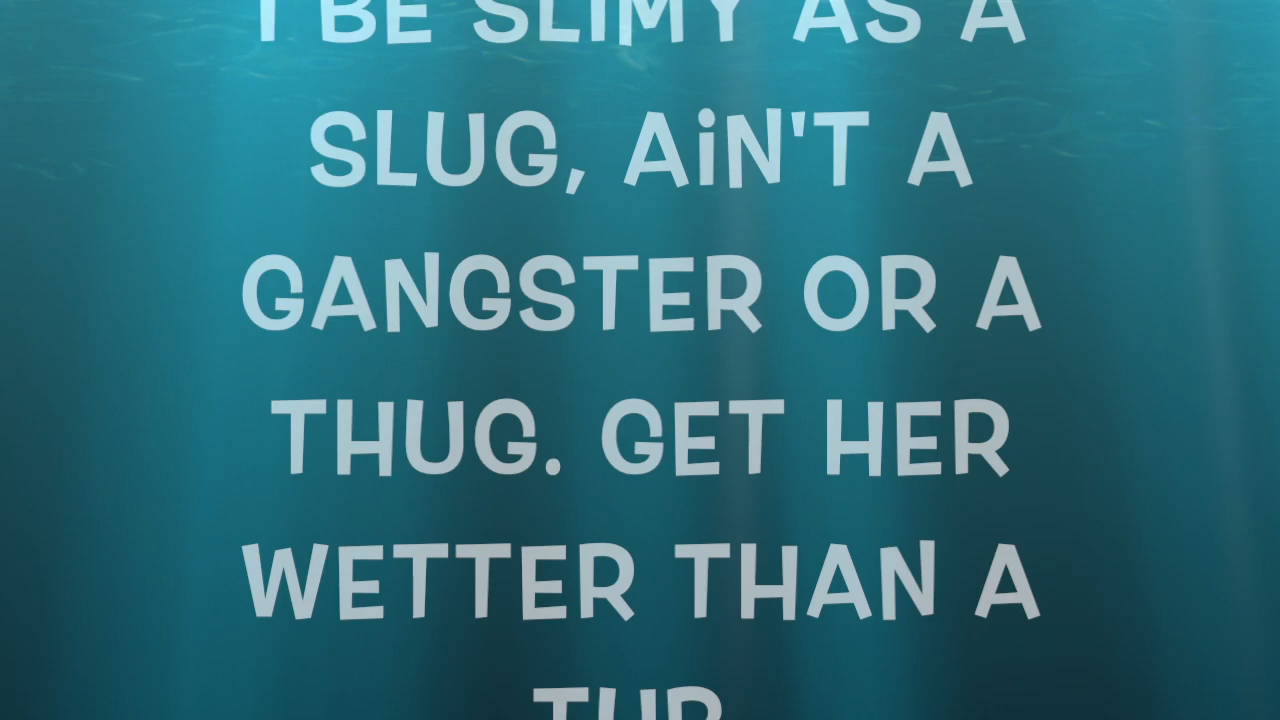 I BE SLIMY AS A
SLUG, AiN'T A
GANGSTER OR A
THUG. GET HER
WETTER THAN A